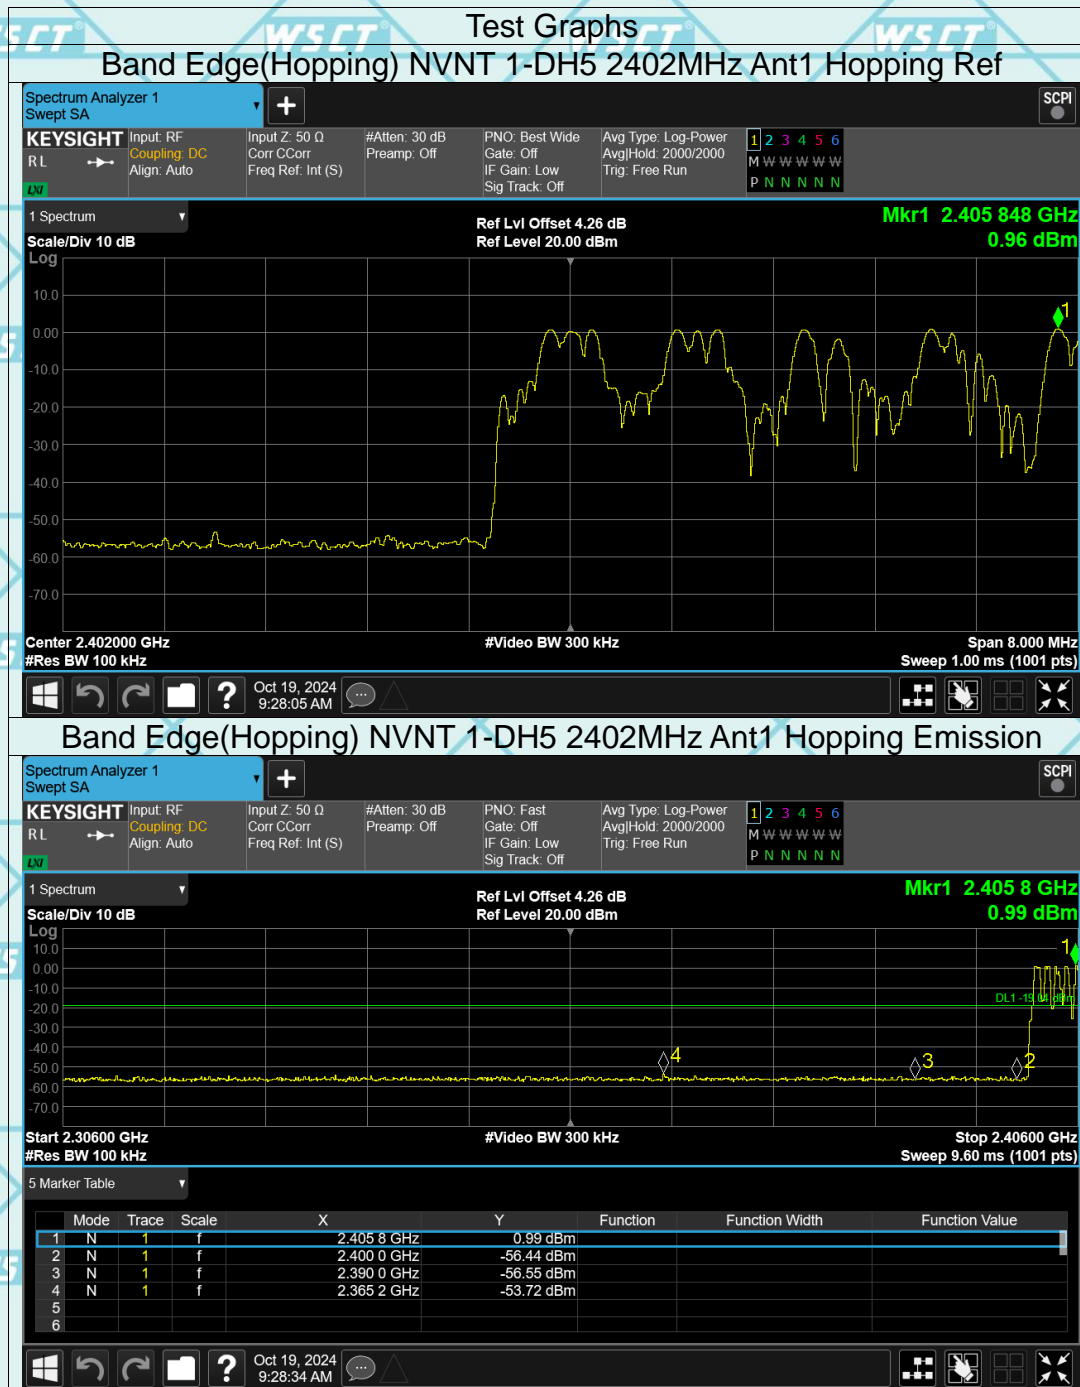 Test Graphs
Band Edge(Hopping) NVNT 1-DH5 2402MHz Ant1 Hopping Ref
Spectrum Analyzer 1
Swept SA
SCPI
KEYSIGHT
RL
LXI
Input: RF
Coupling: DC
Align: Auto
Input Z: 50 Ω
Corr CCorr
Freq Ref: Int (S)
#Atten: 30 dB
Preamp: Off
PNO: Best Wide
Gate: Off
IF Gain: Low
Sig Track: Off
Avg Type: Log-Power
Avg|Hold: 2000/2000
Trig: Free Run
1 2 3 4 5 6
M W W W W W
P N N N N N
1 Spectrum
Scale/Div 10 dB
Log
Ref Lvl Offset 4.26 dB
Ref Level 20.00 dBm
Mkr1 2.405 848 GHz
0.96 dBm
1
10.0
0.00
-10.0
-20.0
-30.0
-40.0
-50.0
-60.0
-70.0
Center 2.402000 GHz
#Res BW 100 kHz
#Video BW 300 kHz
Span 8.000 MHz
Sweep 1.00 ms (1001 pts)
Oct 19, 2024
9:28:05 AM
Band Edge(Hopping) NVNT 1-DH5 2402MHz Ant1 Hopping Emission
Spectrum Analyzer 1
Swept SA
SCPI
KEYSIGHT
RL
LXI
Input: RF
Coupling: DC
Align: Auto
Input Z: 50 Ω
Corr CCorr
Freq Ref: Int (S)
#Atten: 30 dB
Preamp: Off
PNO: Fast
Gate: Off
IF Gain: Low
Sig Track: Off
Avg Type: Log-Power
Avg|Hold: 2000/2000
Trig: Free Run
1 2 3 4 5 6
M W W W W W
P N N N N N
1 Spectrum
Scale/Div 10 dB
Log
Ref Lvl Offset 4.26 dB
Ref Level 20.00 dBm
Mkr1 2.405 8 GHz
0.99 dBm
1
10.0
0.00
-10.0
DL1 -19.04 dBm
-20.0
-30.0
-40.0
4
3
2
-50.0
-60.0
-70.0
Start 2.30600 GHz
#Res BW 100 kHz
#Video BW 300 kHz
Stop 2.40600 GHz
Sweep 9.60 ms (1001 pts)
5 Marker Table
Mode Trace Scale X Y Function Function Width Function Value
1 N 1 f 2.405 8 GHz 0.99 dBm
2 N 1 f 2.400 0 GHz -56.44 dBm
3 N 1 f 2.390 0 GHz -56.55 dBm
4 N 1 f 2.365 2 GHz -53.72 dBm
5
6
Oct 19, 2024
9:28:34 AM